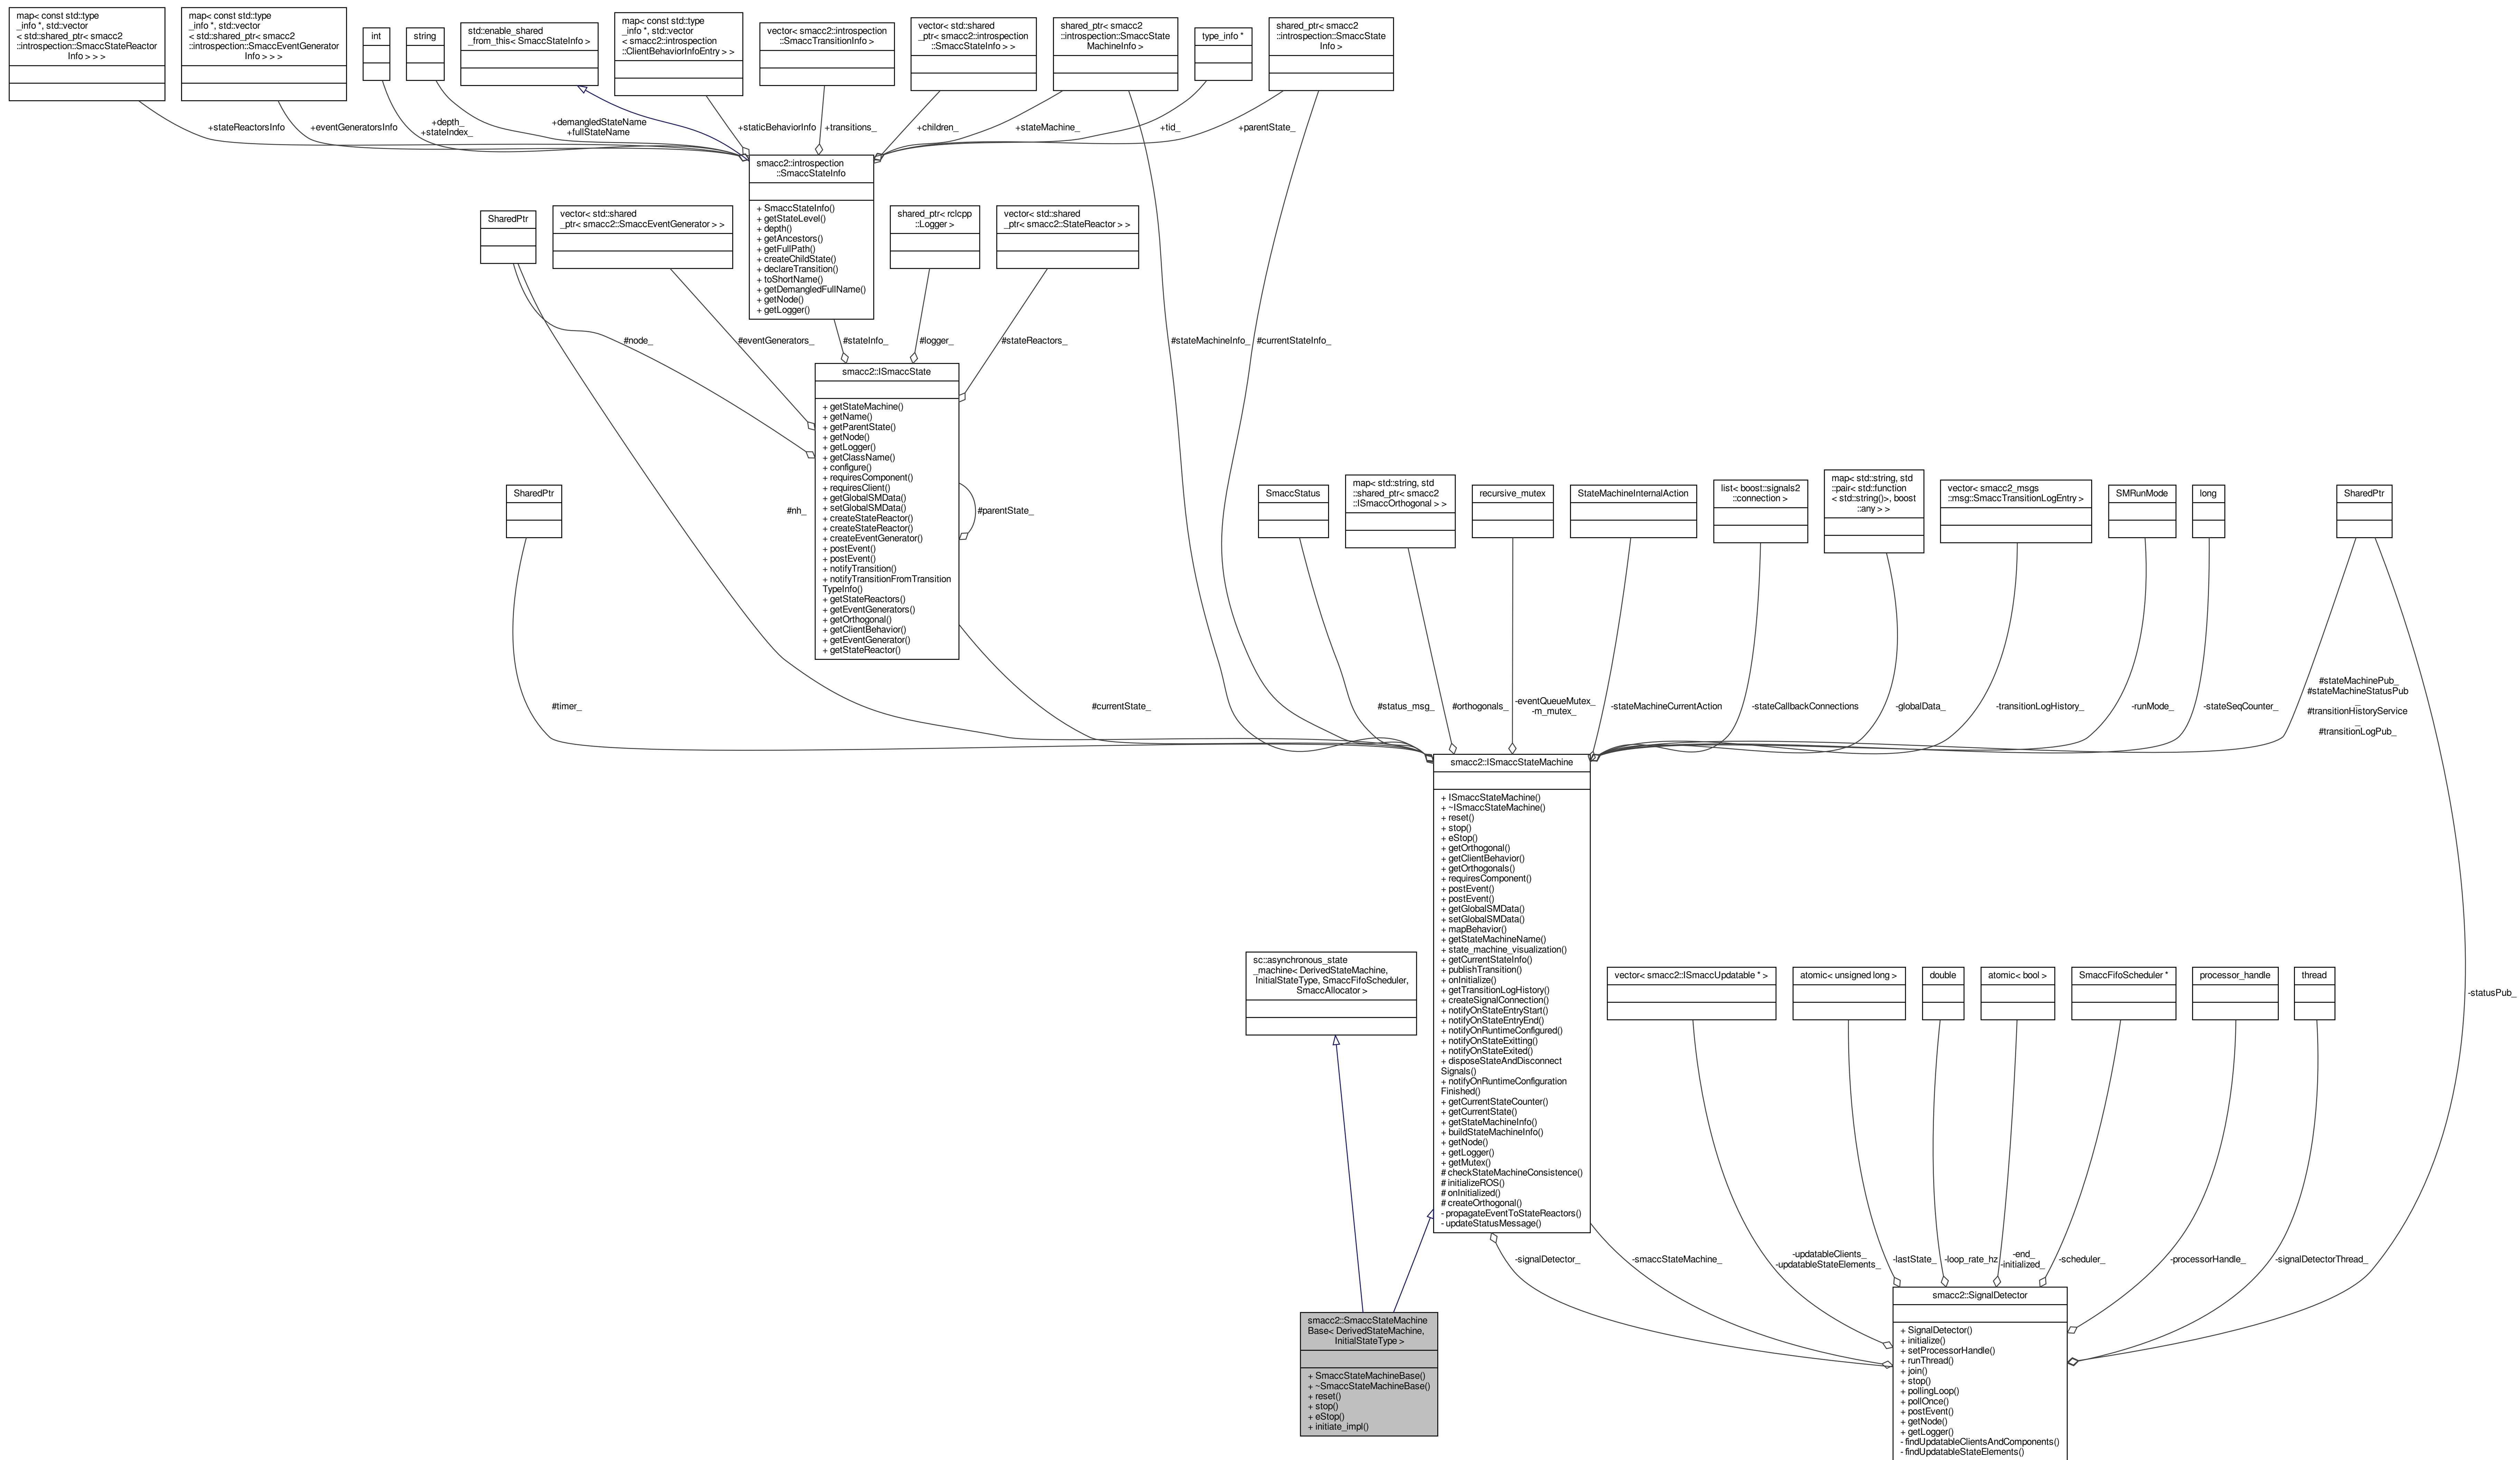 map< const std::type
_info *, std::vector
< std::shared_ptr< smacc2
::introspection::SmaccStateReactor
Info > > >
map< const std::type
_info *, std::vector
< std::shared_ptr< smacc2
::introspection::SmaccEventGenerator
Info > > >
int
string
std::enable_shared
_from_this< SmaccStateInfo >
map< const std::type
_info *, std::vector
< smacc2::introspection
::ClientBehaviorInfoEntry > >
vector< smacc2::introspection
::SmaccTransitionInfo >
vector< std::shared
_ptr< smacc2::introspection
::SmaccStateInfo > >
shared_ptr< smacc2
::introspection::SmaccState
MachineInfo >
type_info *
shared_ptr< smacc2
::introspection::SmaccState
Info >
+stateReactorsInfo
+eventGeneratorsInfo
+depth_
+stateIndex_
+demangledStateName
+fullStateName
+staticBehaviorInfo
+transitions_
+children_
+stateMachine_
+tid_
+parentState_
smacc2::introspection
::SmaccStateInfo
+ SmaccStateInfo()
+ getStateLevel()
+ depth()
+ getAncestors()
+ getFullPath()
+ createChildState()
+ declareTransition()
+ toShortName()
+ getDemangledFullName()
+ getNode()
+ getLogger()
SharedPtr
vector< std::shared
_ptr< smacc2::SmaccEventGenerator > >
shared_ptr< rclcpp
::Logger >
vector< std::shared
_ptr< smacc2::StateReactor > >
#node_
#eventGenerators_
#stateInfo_
#logger_
#stateReactors_
#stateMachineInfo_
#currentStateInfo_
smacc2::ISmaccState
+ getStateMachine()
+ getName()
+ getParentState()
+ getNode()
+ getLogger()
+ getClassName()
+ configure()
+ requiresComponent()
+ requiresClient()
+ getGlobalSMData()
+ setGlobalSMData()
+ createStateReactor()
+ createStateReactor()
+ createEventGenerator()
+ postEvent()
+ postEvent()
+ notifyTransition()
+ notifyTransitionFromTransition
TypeInfo()
+ getStateReactors()
+ getEventGenerators()
+ getOrthogonal()
+ getClientBehavior()
+ getEventGenerator()
+ getStateReactor()
SharedPtr
#nh_
#parentState_
SmaccStatus
map< std::string, std
::shared_ptr< smacc2
::ISmaccOrthogonal > >
recursive_mutex
StateMachineInternalAction
list< boost::signals2
::connection >
map< std::string, std
::pair< std::function
< std::string()>, boost
::any > >
vector< smacc2_msgs
::msg::SmaccTransitionLogEntry >
SMRunMode
long
SharedPtr
#timer_
#currentState_
#status_msg_
#orthogonals_
-eventQueueMutex_
-m_mutex_
-stateMachineCurrentAction
-stateCallbackConnections
-globalData_
-transitionLogHistory_
-runMode_
-stateSeqCounter_
#stateMachinePub_
#stateMachineStatusPub
_
#transitionHistoryService
_
#transitionLogPub_
smacc2::ISmaccStateMachine
+ ISmaccStateMachine()
+ ~ISmaccStateMachine()
+ reset()
+ stop()
+ eStop()
+ getOrthogonal()
+ getClientBehavior()
+ getOrthogonals()
+ requiresComponent()
+ postEvent()
+ postEvent()
+ getGlobalSMData()
+ setGlobalSMData()
+ mapBehavior()
+ getStateMachineName()
+ state_machine_visualization()
+ getCurrentStateInfo()
+ publishTransition()
+ onInitialize()
+ getTransitionLogHistory()
+ createSignalConnection()
+ notifyOnStateEntryStart()
+ notifyOnStateEntryEnd()
+ notifyOnRuntimeConfigured()
+ notifyOnStateExitting()
+ notifyOnStateExited()
+ disposeStateAndDisconnect
Signals()
+ notifyOnRuntimeConfiguration
Finished()
+ getCurrentStateCounter()
+ getCurrentState()
+ getStateMachineInfo()
+ buildStateMachineInfo()
+ getNode()
+ getLogger()
+ getMutex()
# checkStateMachineConsistence()
# initializeROS()
# onInitialized()
# createOrthogonal()
- propagateEventToStateReactors()
- updateStatusMessage()
sc::asynchronous_state
_machine< DerivedStateMachine,
InitialStateType, SmaccFifoScheduler,
SmaccAllocator >
vector< smacc2::ISmaccUpdatable * >
atomic< unsigned long >
double
atomic< bool >
SmaccFifoScheduler *
processor_handle
thread
-statusPub_
-signalDetector_
-smaccStateMachine_
-updatableClients_
-updatableStateElements_
-lastState_
-loop_rate_hz
-end_
-initialized_
-scheduler_
-processorHandle_
-signalDetectorThread_
smacc2::SmaccStateMachine
Base< DerivedStateMachine,
InitialStateType >
+ SmaccStateMachineBase()
+ ~SmaccStateMachineBase()
+ reset()
+ stop()
+ eStop()
+ initiate_impl()
smacc2::SignalDetector
+ SignalDetector()
+ initialize()
+ setProcessorHandle()
+ runThread()
+ join()
+ stop()
+ pollingLoop()
+ pollOnce()
+ postEvent()
+ getNode()
+ getLogger()
- findUpdatableClientsAndComponents()
- findUpdatableStateElements()